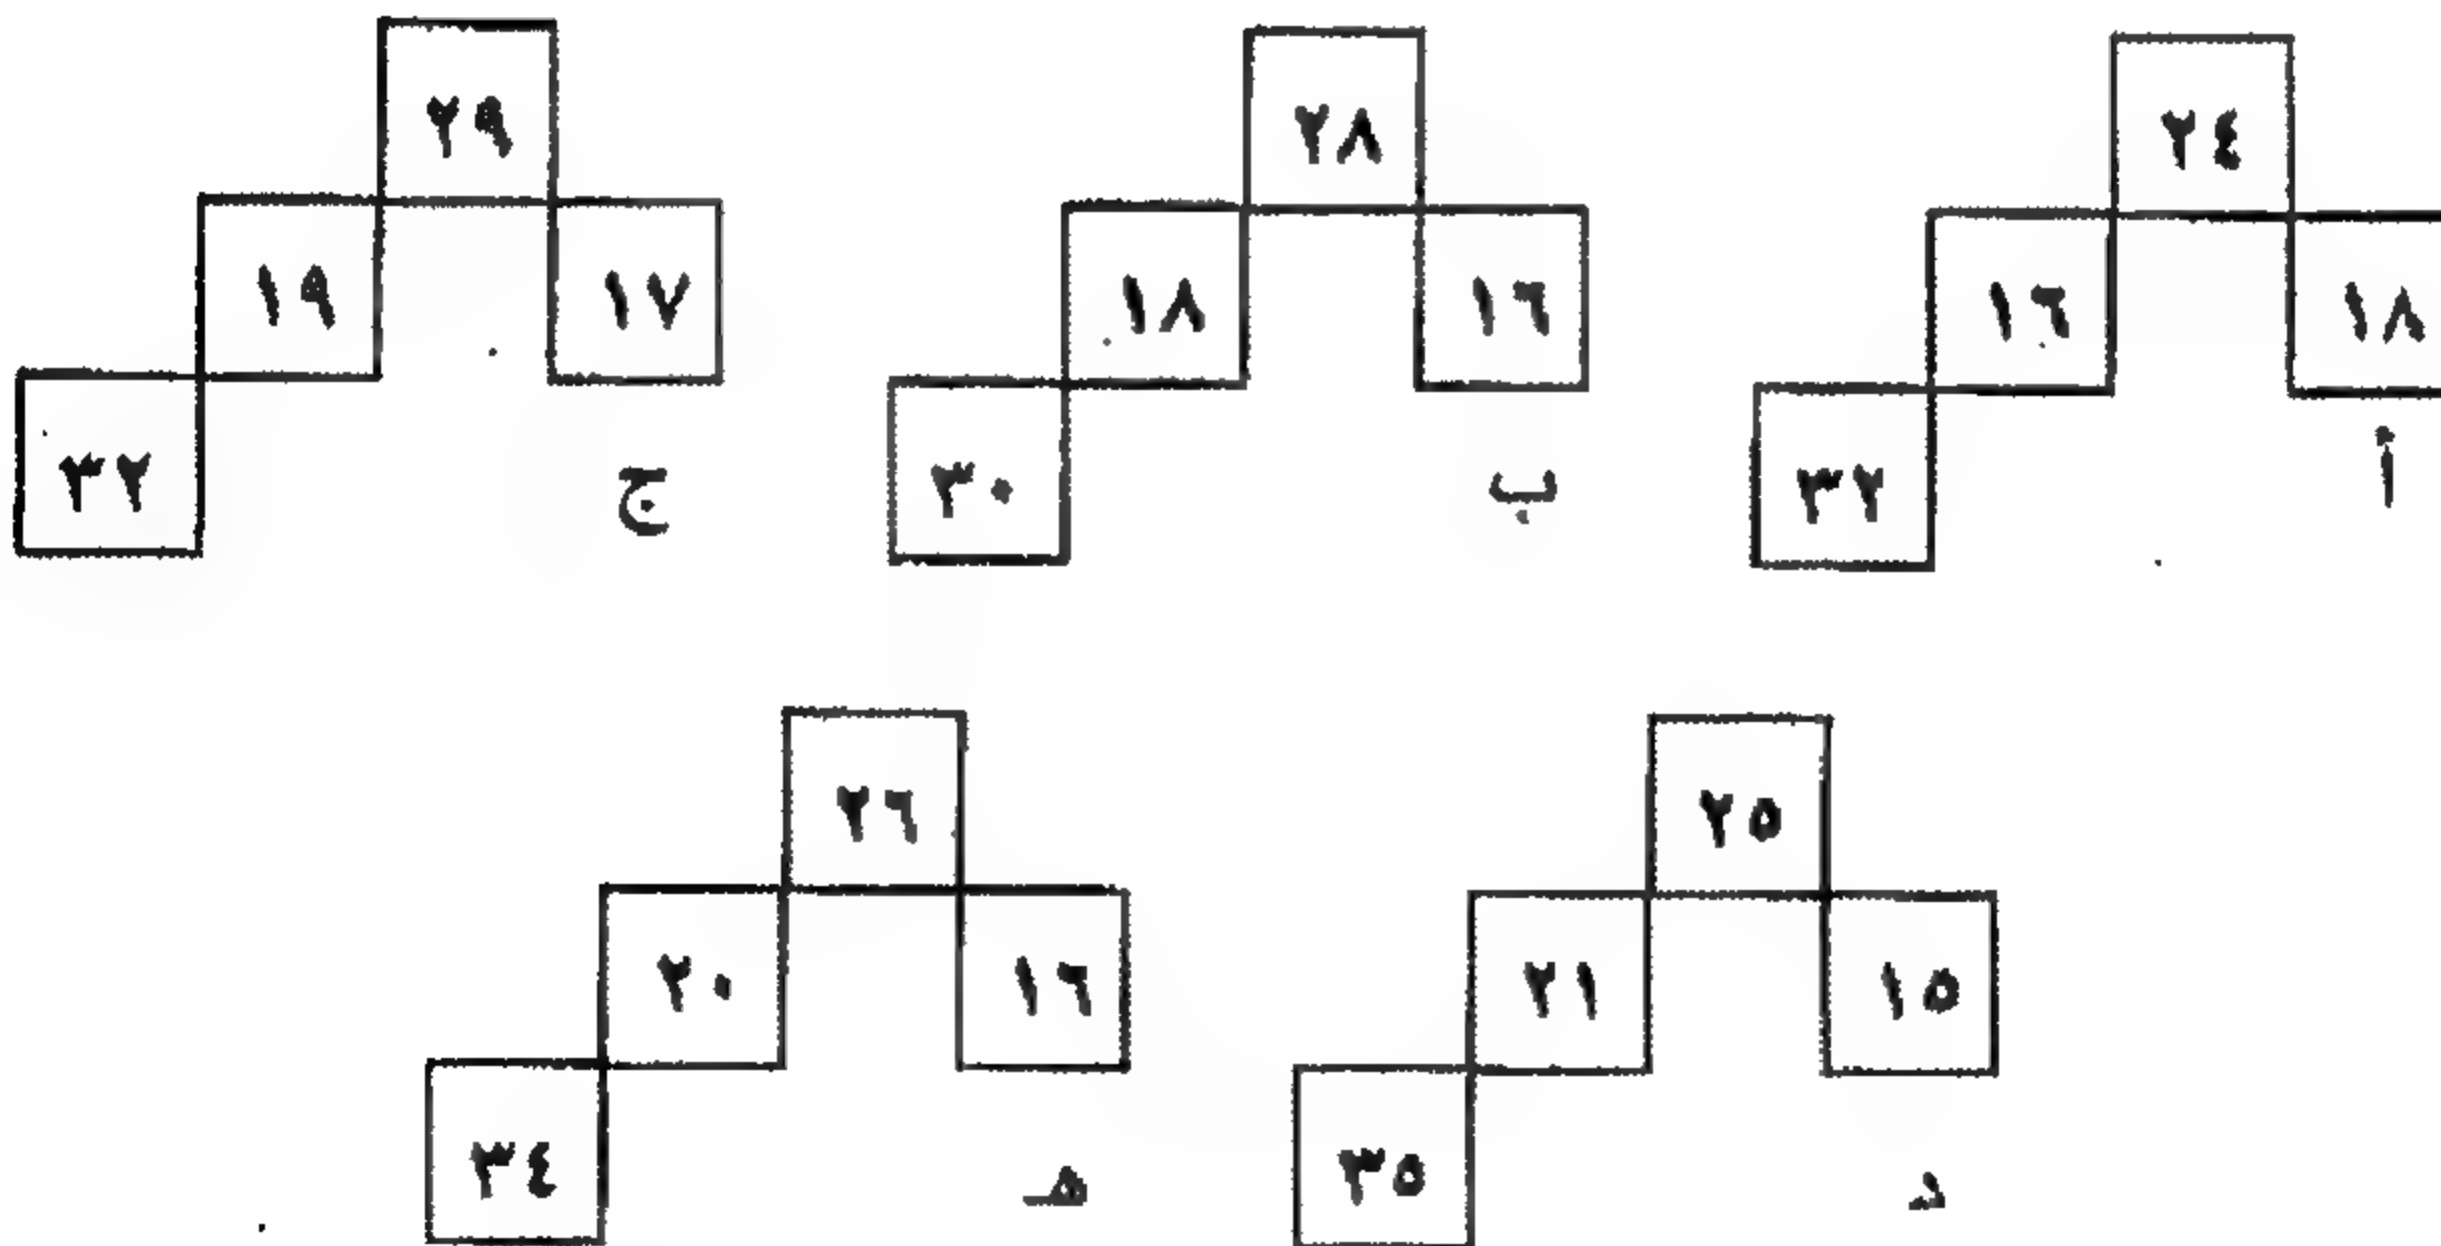 ٢٤ ٢٨ ٢٩
١٨ ١٦ ١٦ ١٨ ١٧ ١٩
أ
٣٢ ب ٣٠ ج ٣٢
٢٥ ٢٦
١٥ ٢١ ١٦ ٢٠
د ٣٥ هـ ٣٤